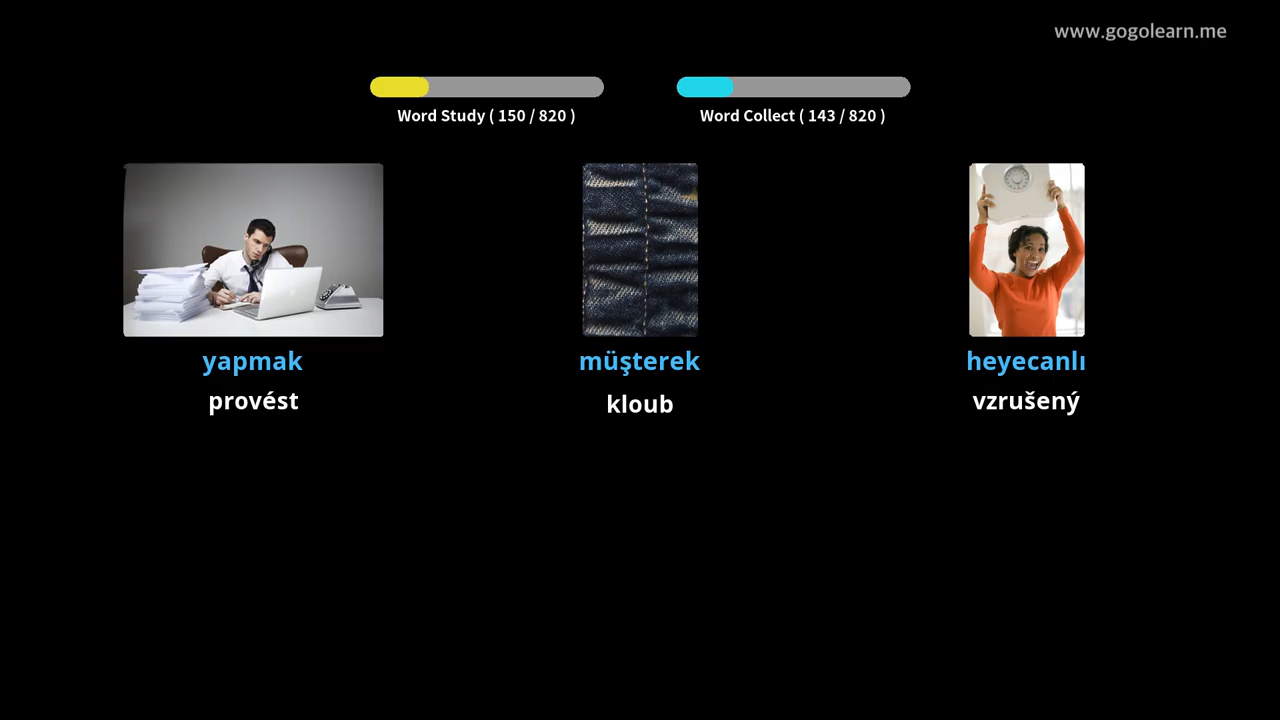 www.gogolearn.me
Word Study ( 150 / 820 )
Word Collect ( 143 / 820 )
yapmak
provést
müşterek
kloub
heyecanlı
vzrušený